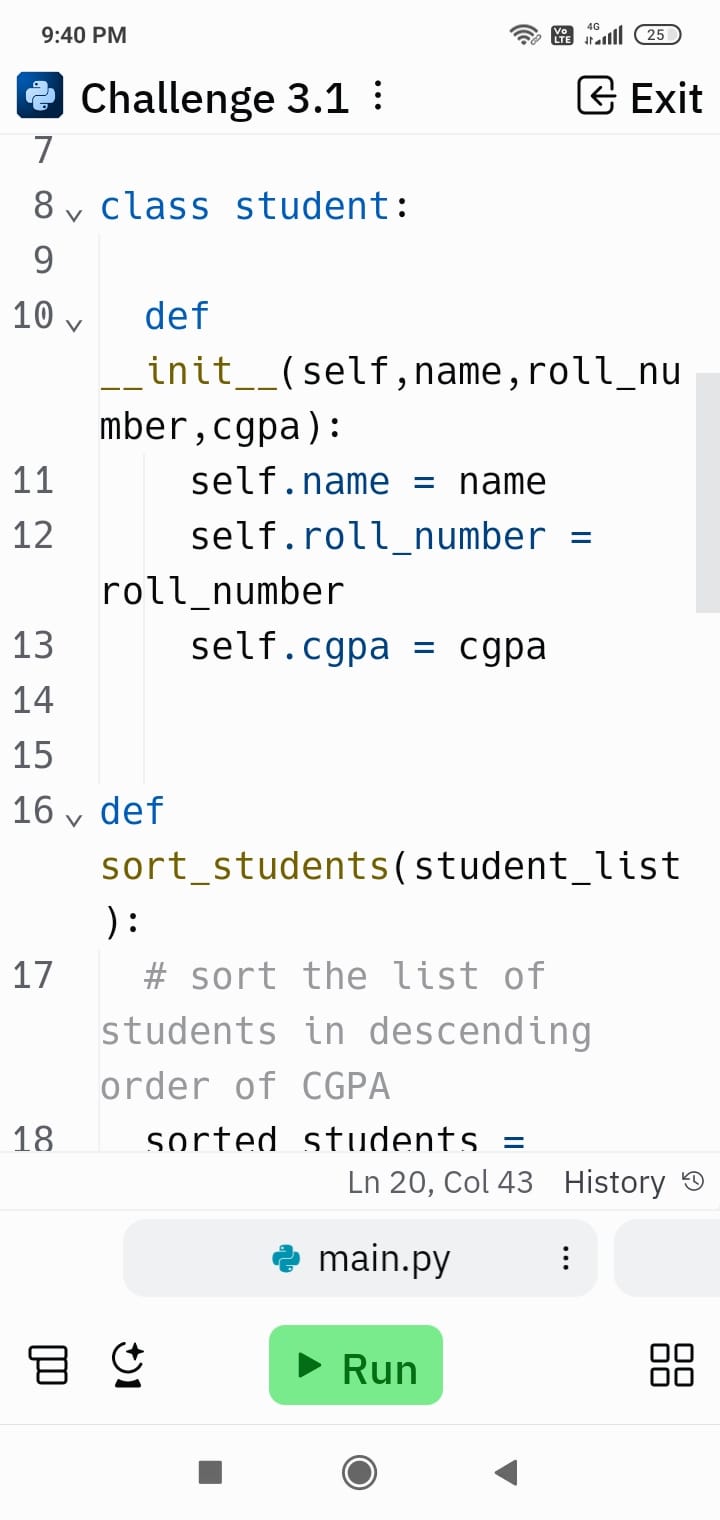 9:40 PM
Vo
LTE
4G
25
Challenge 3.1
Exit
7
8 class student:
9
10 def
__init__(self,name,roll_nu
mber,cgpa):
11 self.name = name
12 self.roll_number =
roll_number
13 self.cgpa = cgpa
14
15
16 def
sort_students(student_list
):
17 # sort the list of
students in descending
order of CGPA
18 sorted_students =
Ln 20, Col 43 History
main.py
Run